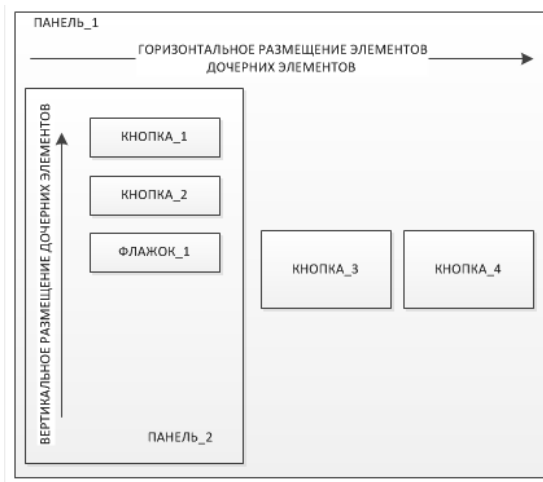 ПАНЕЛЬ_1
ГОРИЗОНТАЛЬНОЕ РАЗМЕЩЕНИЕ ЭЛЕМЕНТОВ
ДОЧЕРНИХ ЭЛЕМЕНТОВ
ВЕРТИКАЛЬНОЕ РАЗМЕЩЕНИЕ ДОЧЕРНИХ ЭЛЕМЕНТОВ
КНОПКА_1
КНОПКА_2
ФЛАЖОК_1
КНОПКА_3
КНОПКА_4
ПАНЕЛЬ_2